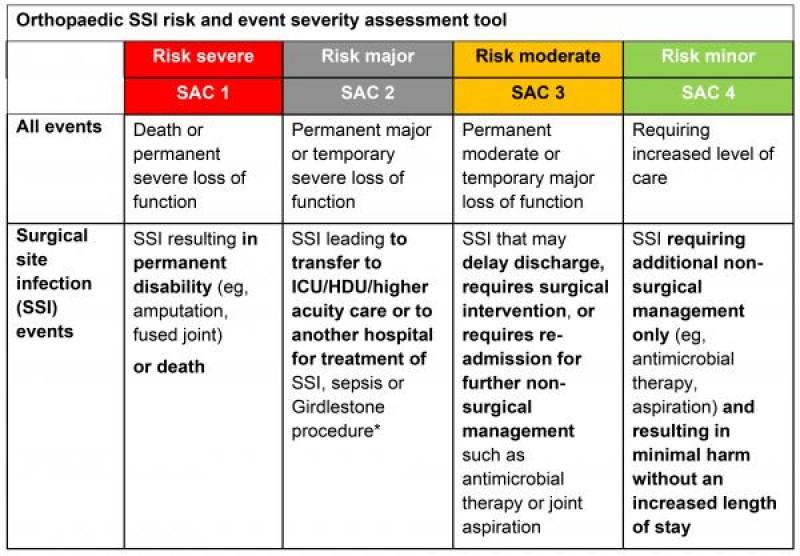 Orthopaedic SSI risk and event severity assessment tool
Risk severe
Risk major
Risk moderate
Risk minor
SAC 1
SAC 2
SAC 3
SAC 4
All events
Death or
permanent
severe loss of
function
Permanent major
or temporary
severe loss of
function
Permanent
moderate or
temporary major
loss of function
Requiring
increased level of
care
Surgical
site
infection
(SSI)
events
SSI resulting in
permanent
disability (eg,
amputation,
fused joint)
or death
SSI leading to
transfer to
ICU/HDU/higher
acuity care or to
another hospital
for treatment of
SSI, sepsis or
Girdlestone
procedure*
SSI that may
delay discharge,
requires surgical
intervention, or
requires re-
admission for
further non-
surgical
management
such as
antimicrobial
therapy or joint
aspiration
SSI requiring
additional non-
surgical
management
only (eg,
antimicrobial
therapy,
aspiration) and
resulting in
minimal harm
without an
increased length
of stay